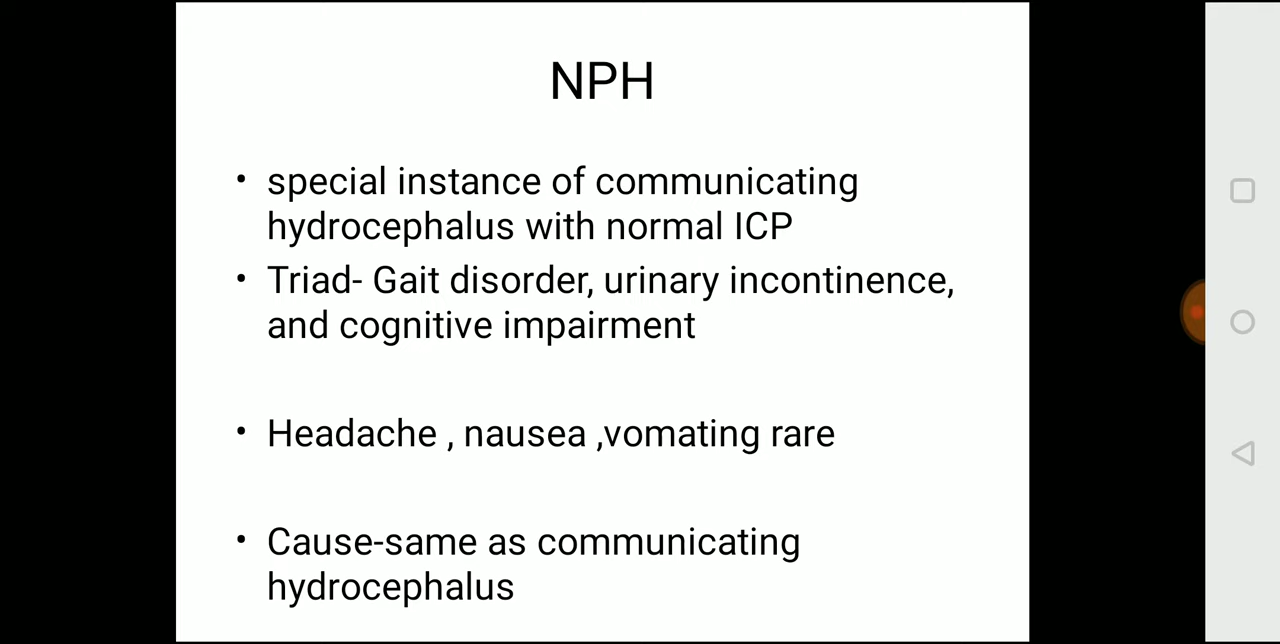 NPH
• special instance of communicating
hydrocephalus with normal ICP
• Triad- Gait disorder, urinary incontinence,
and cognitive impairment
• Headache , nausea ,vomating rare
• Cause-same as communicating
hydrocephalus